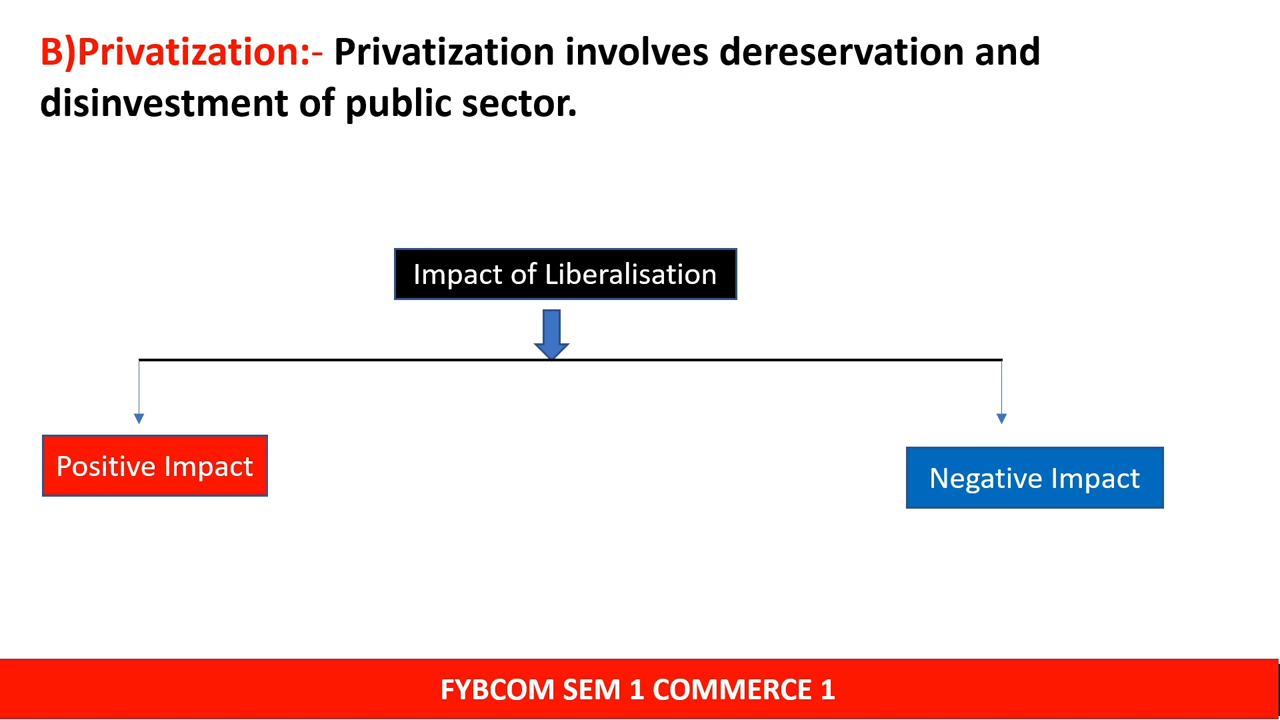 B)Privatization:- Privatization involves dereservation and
disinvestment of public sector.
Impact of Liberalisation
Positive Impact
Negative Impact
FYBCOM SEM 1 COMMERCE 1